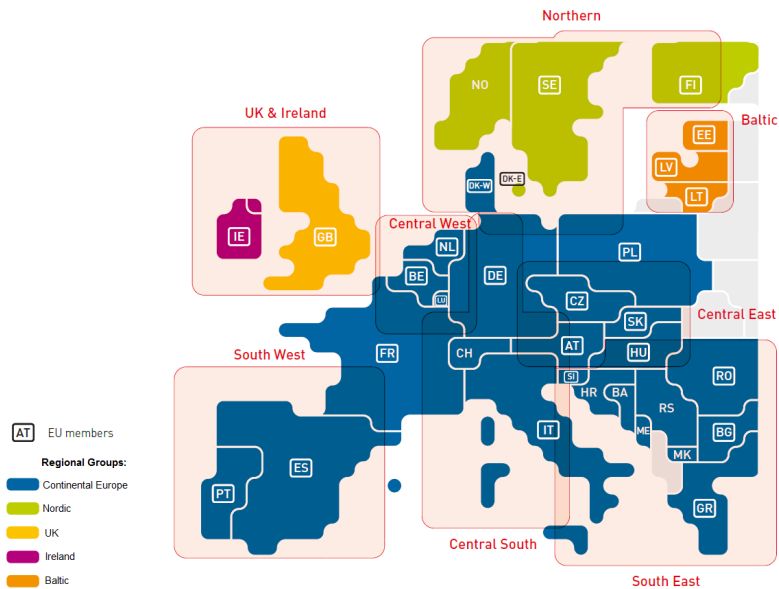 Northern
NO
SE
FI
UK & Ireland
Baltic
EE
LV
LT
DK-W
DK-E
IE
GB
Central West
NL
BE
LU
DE
PL
CZ
SK
Central East
AT
HU
South West
FR
CH
SI
HR
BA
RS
RO
ME
BG
MK
IT
GR
ES
PT
Central South
South East
AT EU members
Regional Groups:
Continental Europe
Nordic
UK
Ireland
Baltic